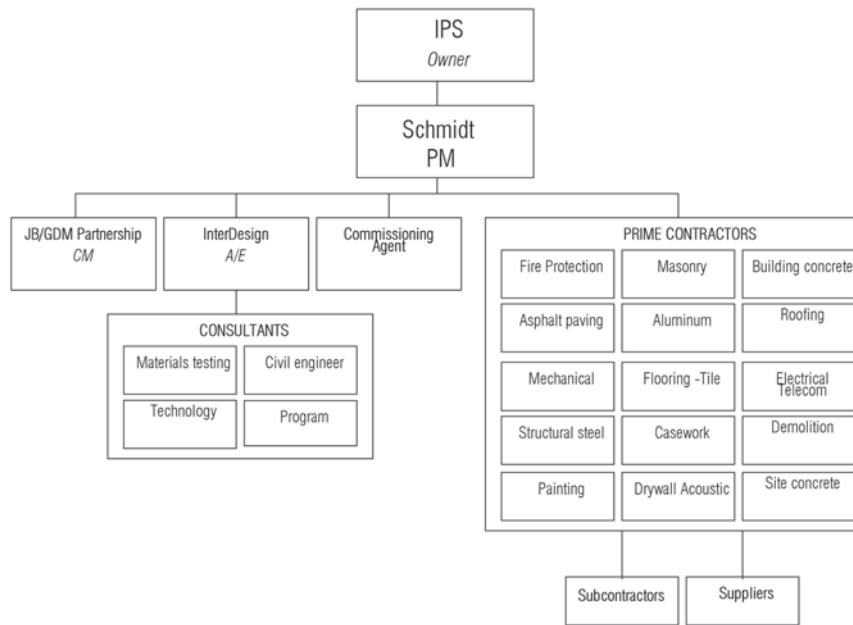 IPS
Owner
Schmidt
PM
JB/GDM Partnership
CM
InterDesign
A/E
Commissioning
Agent
CONSULTANTS
Materials testing
Civil engineer
Technology
Program
PRIME CONTRACTORS
Fire Protection
Masonry
Building concrete
Asphalt paving
Aluminum
Roofing
Mechanical
Flooring -Tile
Electrical
Telecom
Structural steel
Casework
Demolition
Painting
Drywall Acoustic
Site concrete
Subcontractors
Suppliers